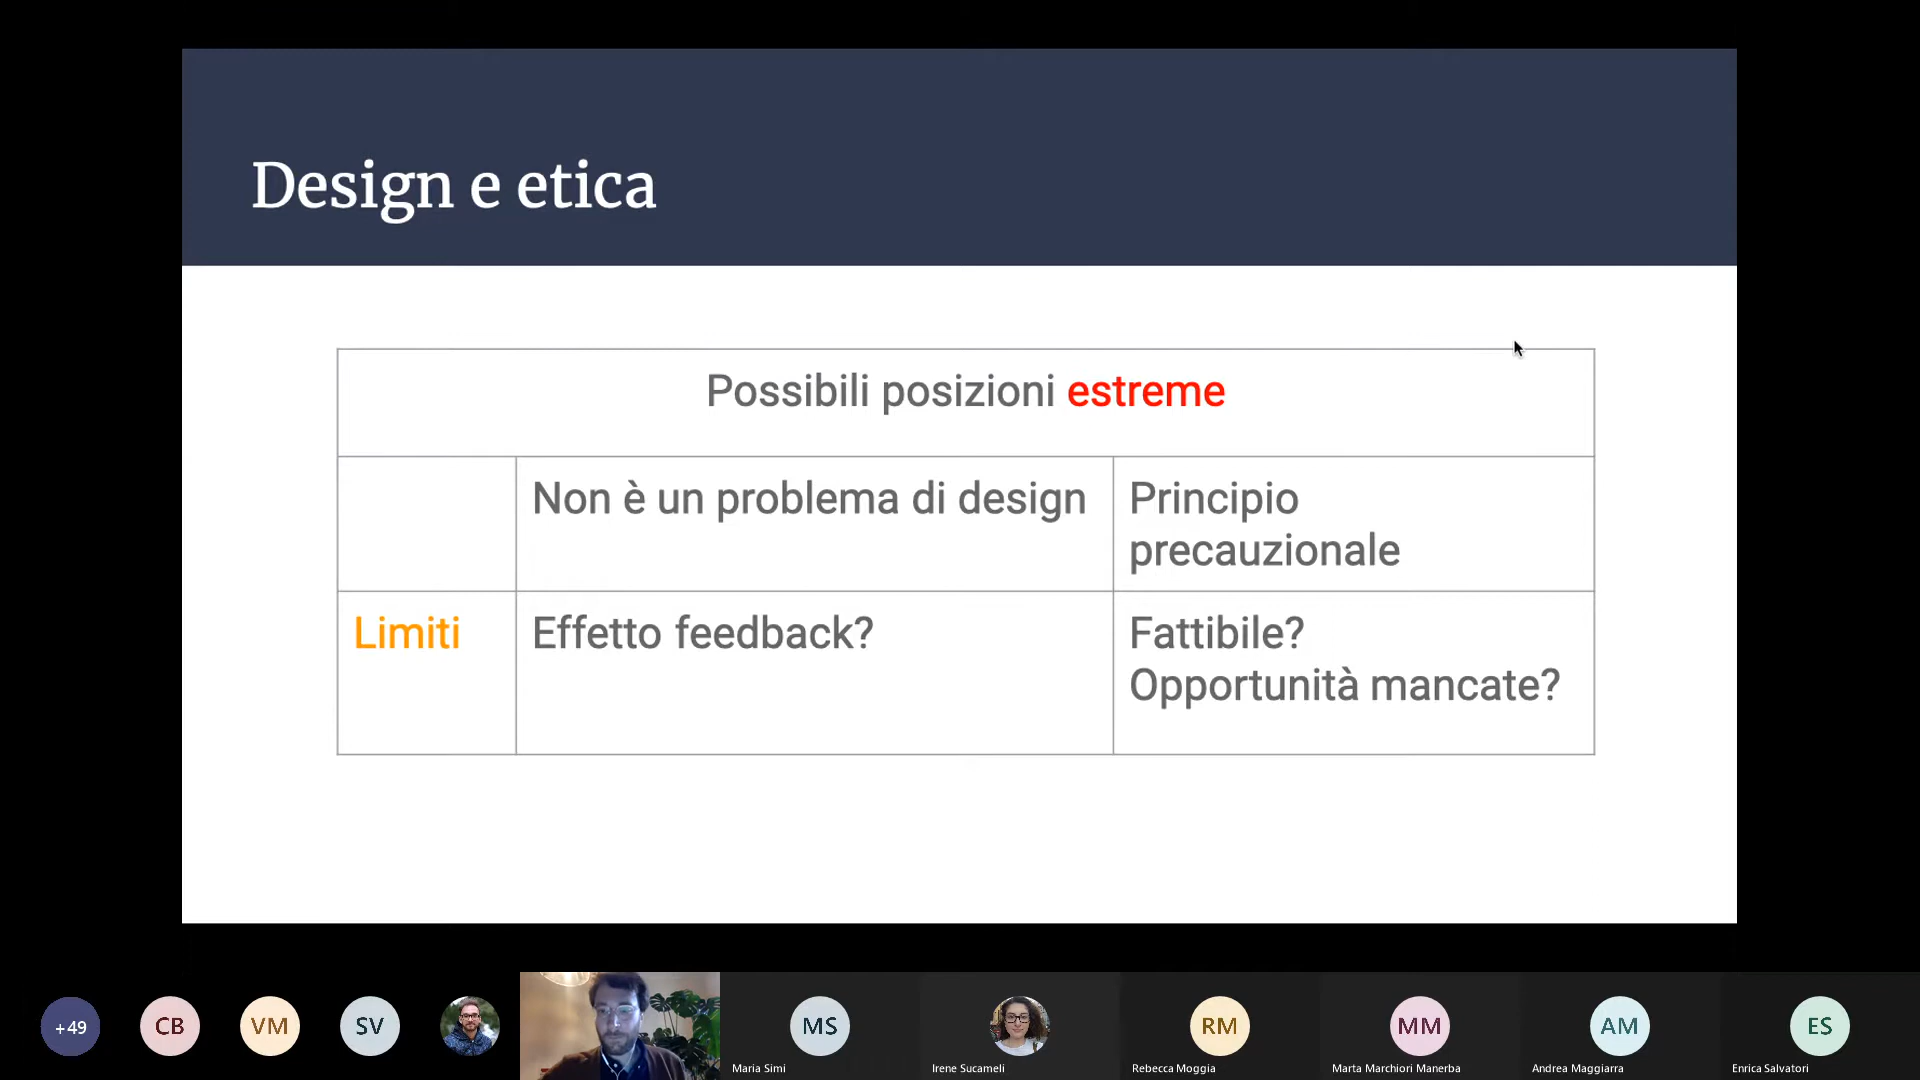 Design e etica
Possibili posizioni estreme
Non è un problema di design
Principio
precauzionale
Limiti
Effetto feedback?
Fattibile?
Opportunità mancate?
+49
CB
VM
SV
MS
RM
MM
AM
ES
Maria Simi
Irene Sucameli
Rebecca Moggia
Marta Marchiori Manerba
Andrea Maggiarra
Enrica Salvatori